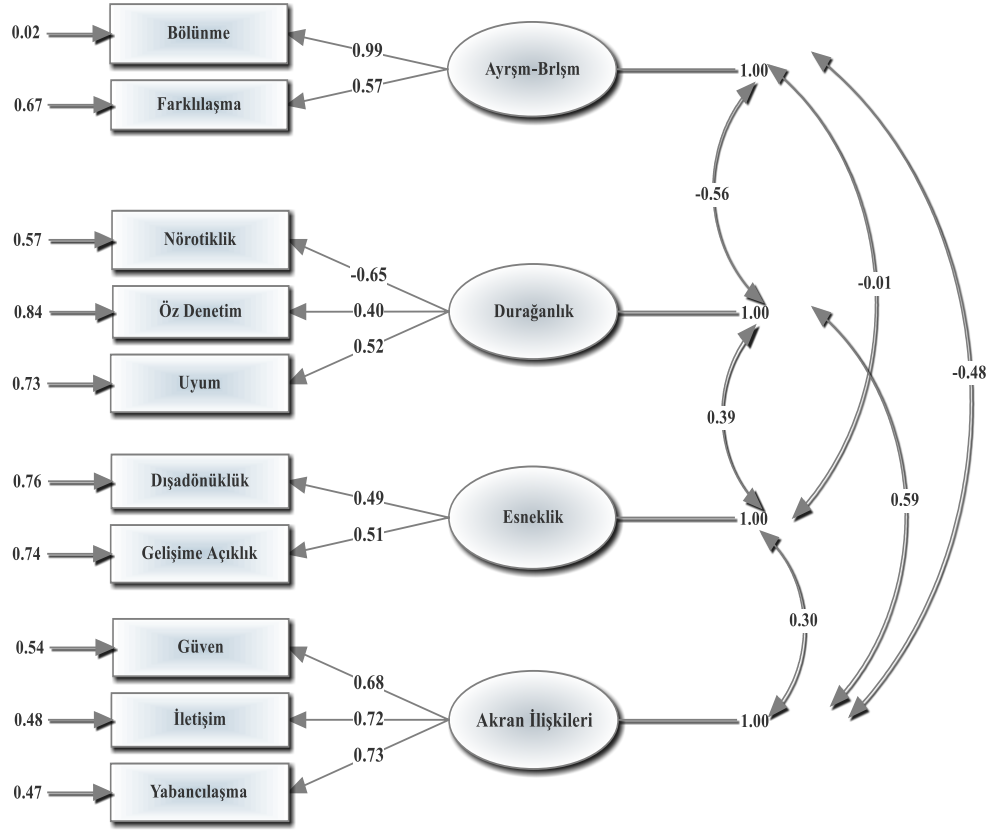 0.02
Bölünme
0.99
Ayrşm-Brlşm
1.00
0.57
0.67
Farklılaşma
-0.56
0.57
Nörotiklik
-0.65
-0.01
0.84
Öz Denetim
0.40
Durağanlık
1.00
0.52
0.73
Uyum
-0.48
0.39
0.76
Dışadönüklük
0.49
0.59
Esneklik
1.00
0.51
0.74
Gelişime Açıklık
0.30
0.54
Güven
0.68
0.48
İletişim
0.72
Akran İlişkileri
1.00
0.73
0.47
Yabancılaşma